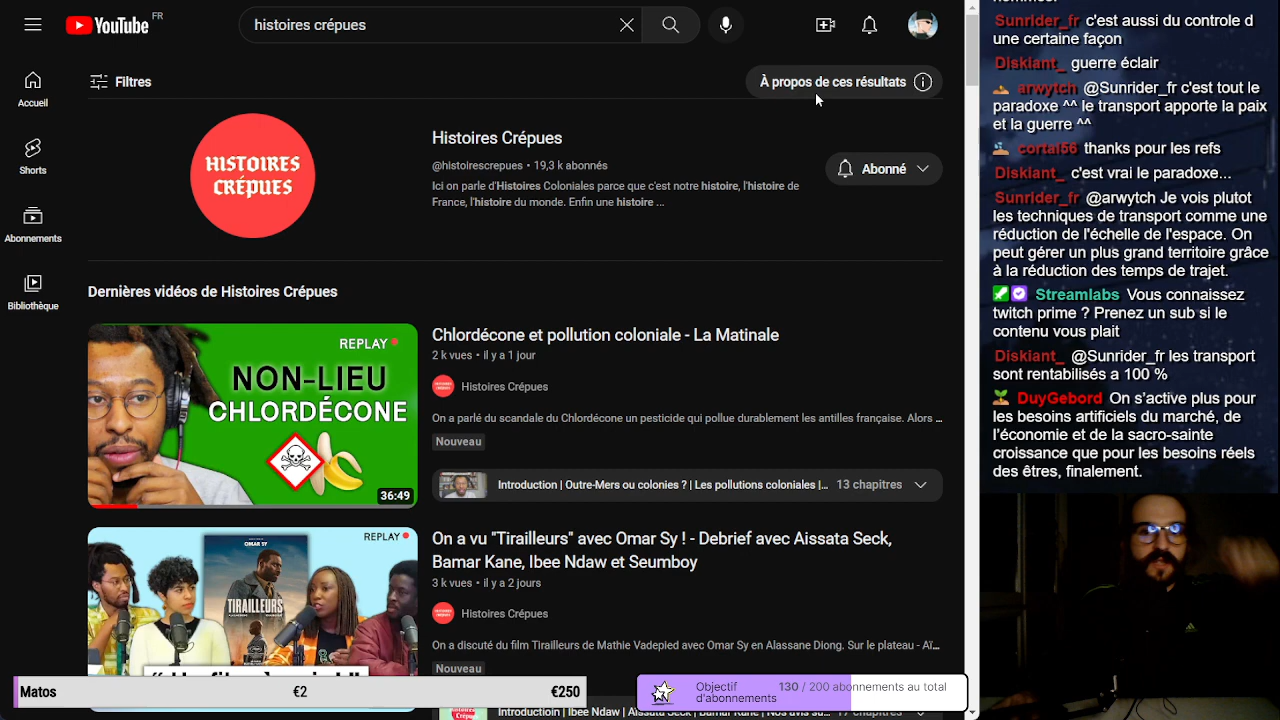 YouTube FR
histoires crépues
Accueil
Shorts
Abonnements
Bibliothèque
Filtres
À propos de ces résultats
HISTOIRES
CRÉPUES
Histoires Crépues
@histoirescrepues • 19,3 k abonnés
Ici on parle d'Histoires Coloniales parce que c'est notre histoire, l'histoire de
France, l'histoire du monde. Enfin une histoire ...
Abonné
Dernières vidéos de Histoires Crépues
REPLAY
NON-LIEU
CHLORDÉCONE
36:49
Chlordécone et pollution coloniale - La Matinale
2 k vues • il y a 1 jour
Histoires Crépues
On a parlé du scandale du Chlordécone un pesticide qui pollue durablement les antilles française. Alors ...
Nouveau
Introduction | Outre-Mers ou colonies ? | Les pollutions coloniales |... 13 chapitres
REPLAY
OMAR SY
TIRAILLEURS
On a vu "Tirailleurs" avec Omar Sy ! - Debrief avec Aissata Seck,
Bamar Kane, Ibee Ndaw et Seumboy
3 k vues • il y a 2 jours
Histoires Crépues
On a discuté du film Tirailleurs de Mathie Vadepied avec Omar Sy en Alassane Diong. Sur le plateau - Aï...
Nouveau
Matos €2 €250
Objectif
d'abonnements
130 / 200 abonnements au total
Sunrider_fr c'est aussi du controle d
une certaine façon
Diskiant_ guerre éclair
arwytch @Sunrider_fr c'est tout le
paradoxe ^^ le transport apporte la paix
et la guerre ^^
cortal56 thanks pour les refs
Diskiant_ c'est vrai le paradoxe...
Sunrider_fr @arwytch Je vois plutot
les techniques de transport comme une
réduction de l'échelle de l'espace. On
peut gérer un plus grand territoire grâce
à la réduction des temps de trajet.
Streamlabs Vous connaissez
twitch prime ? Prenez un sub si le
contenu vous plait
Diskiant_ @Sunrider_fr les transport
sont rentabilisés a 100 %
DuyGebord On s'active plus pour
les besoins artificiels du marché, de
l'économie et de la sacro-sainte
croissance que pour les besoins réels
des êtres, finalement.